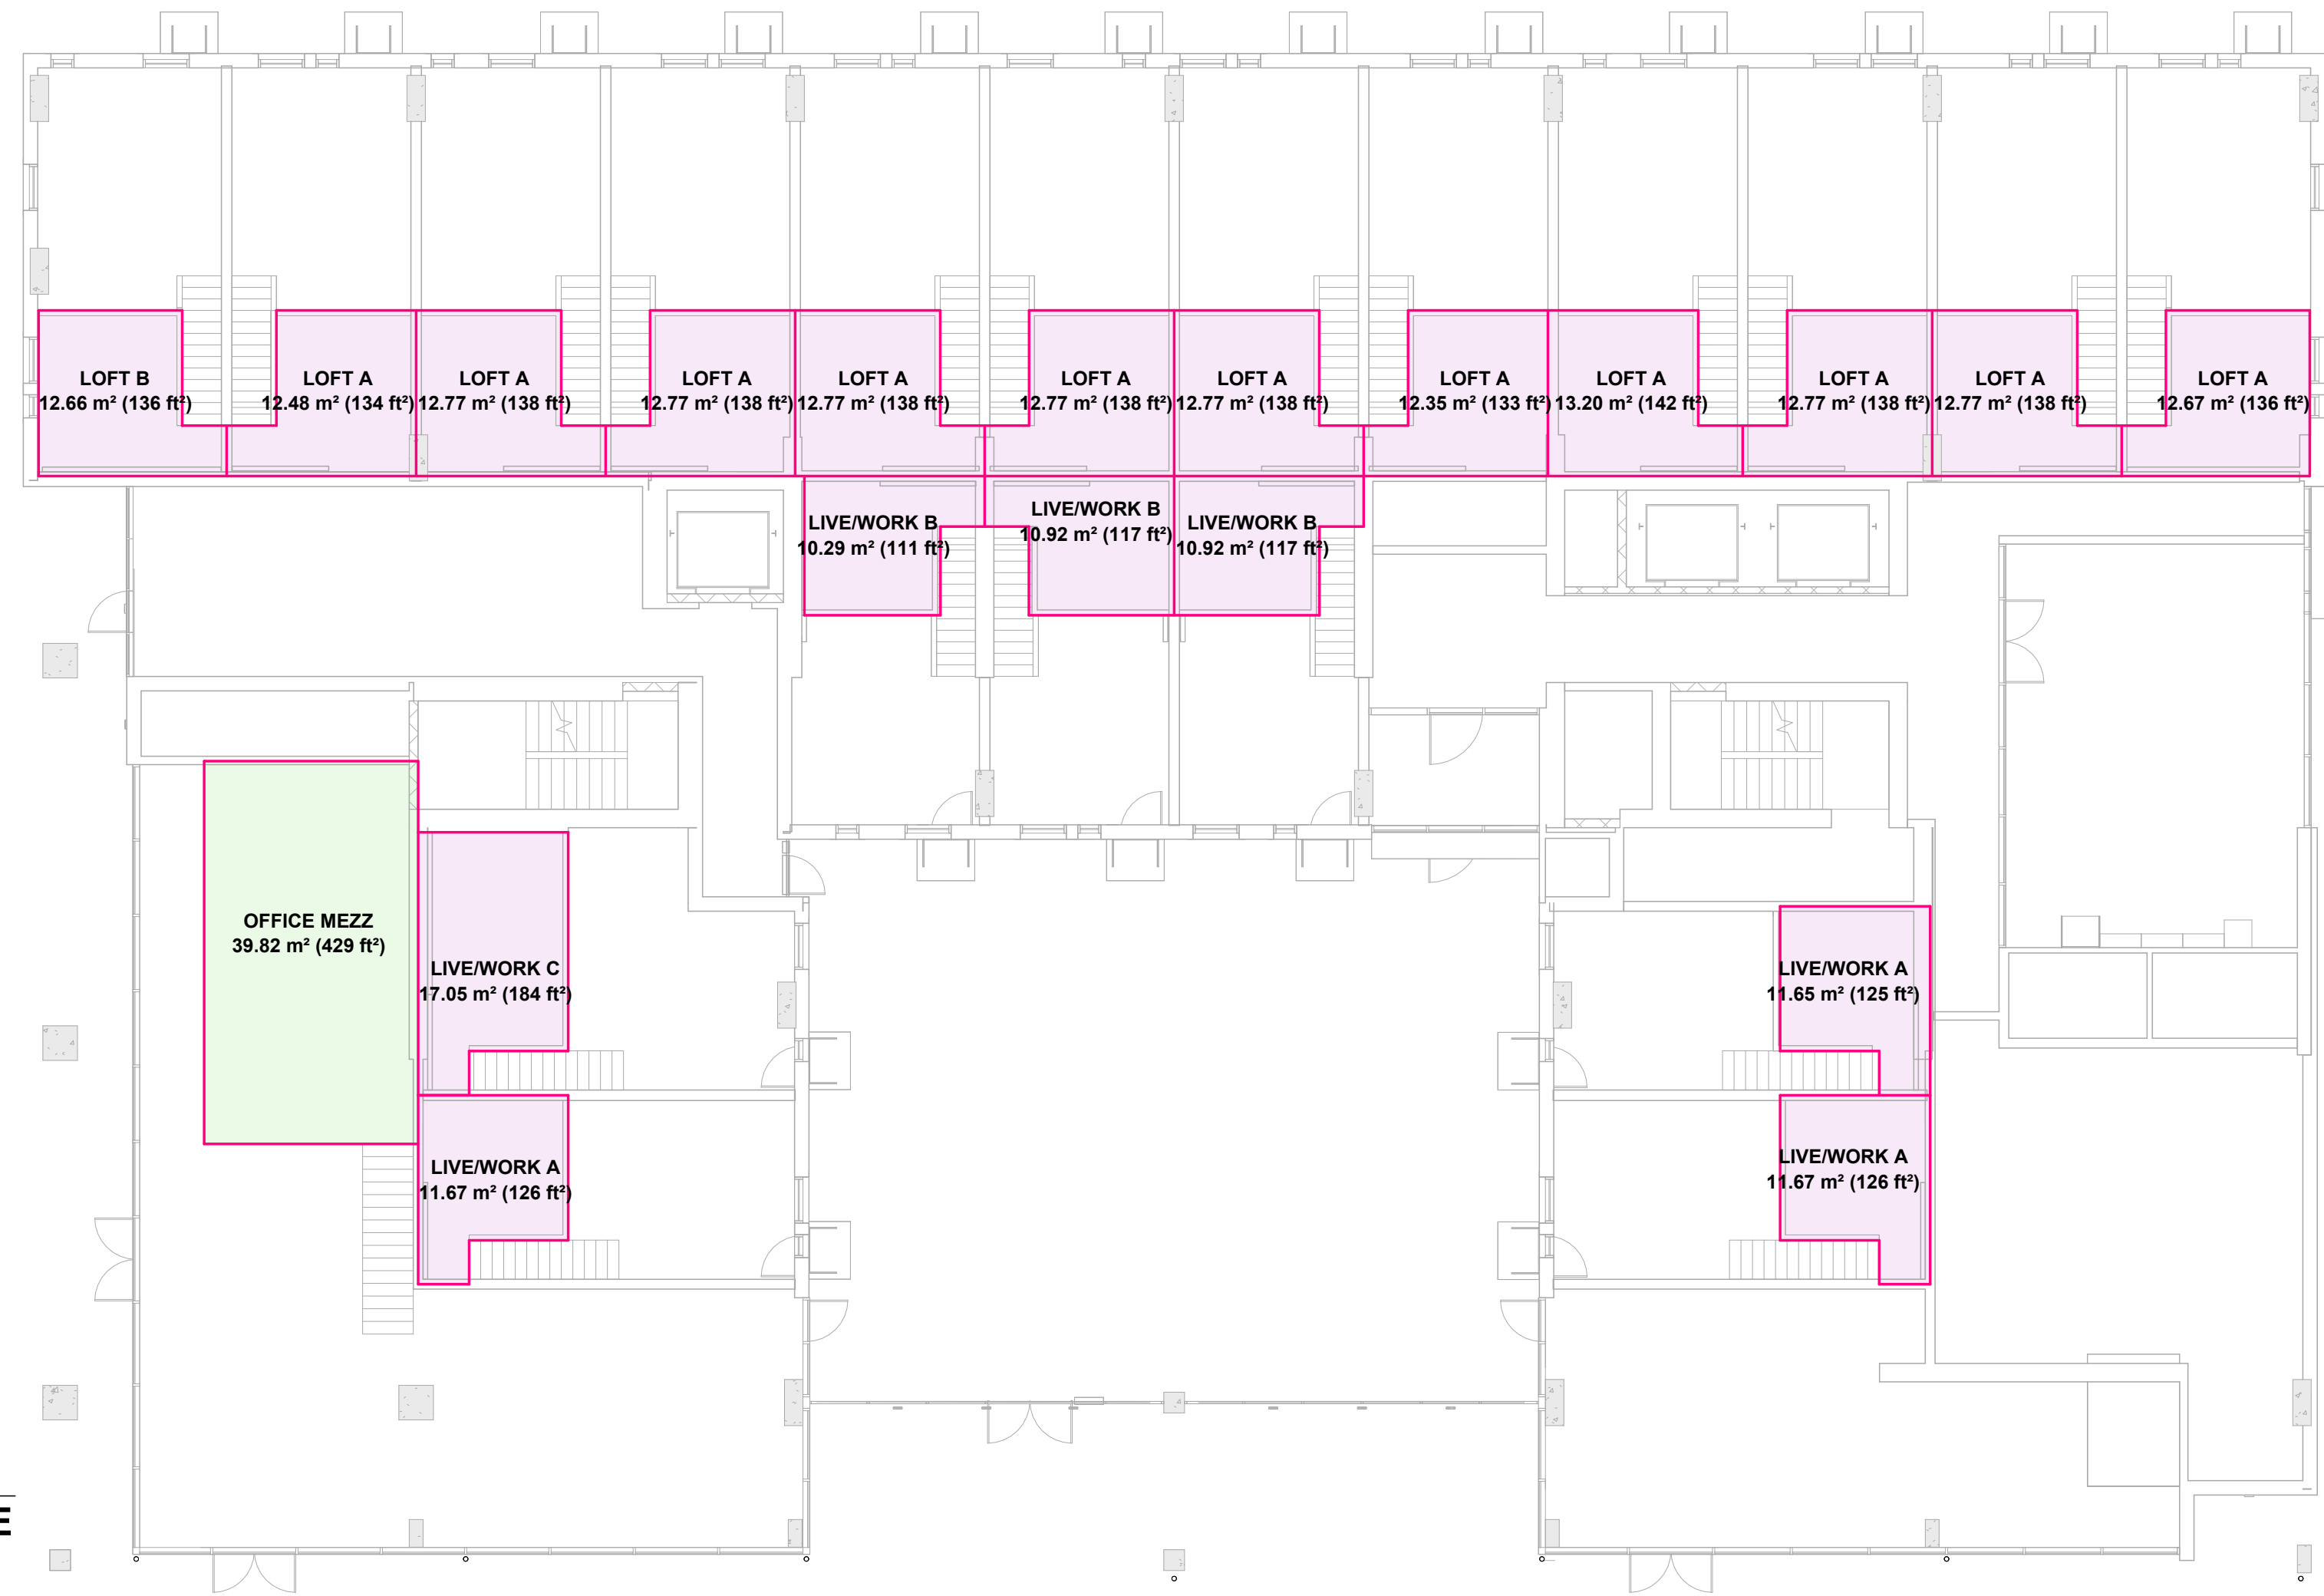 LOFT B
12.66 m² (136 ft²)
LOFT A
12.48 m² (134 ft²)
LOFT A
12.77 m² (138 ft²)
LOFT A
12.77 m² (138 ft²)
LOFT A
12.77 m² (138 ft²)
LOFT A
12.77 m² (138 ft²)
LOFT A
12.77 m² (138 ft²)
LOFT A
12.35 m² (133 ft²)
LOFT A
13.20 m² (142 ft²)
LOFT A
12.77 m² (138 ft²)
LOFT A
12.77 m² (138 ft²)
LOFT A
12.67 m² (136 ft²)
LIVE/WORK B
10.29 m² (111 ft²)
LIVE/WORK B
10.92 m² (117 ft²)
LIVE/WORK B
10.92 m² (117 ft²)
OFFICE MEZZ
39.82 m² (429 ft²)
LIVE/WORK C
17.05 m² (184 ft²)
LIVE/WORK A
11.65 m² (125 ft²)
LIVE/WORK A
11.67 m² (126 ft²)
LIVE/WORK A
11.67 m² (126 ft²)